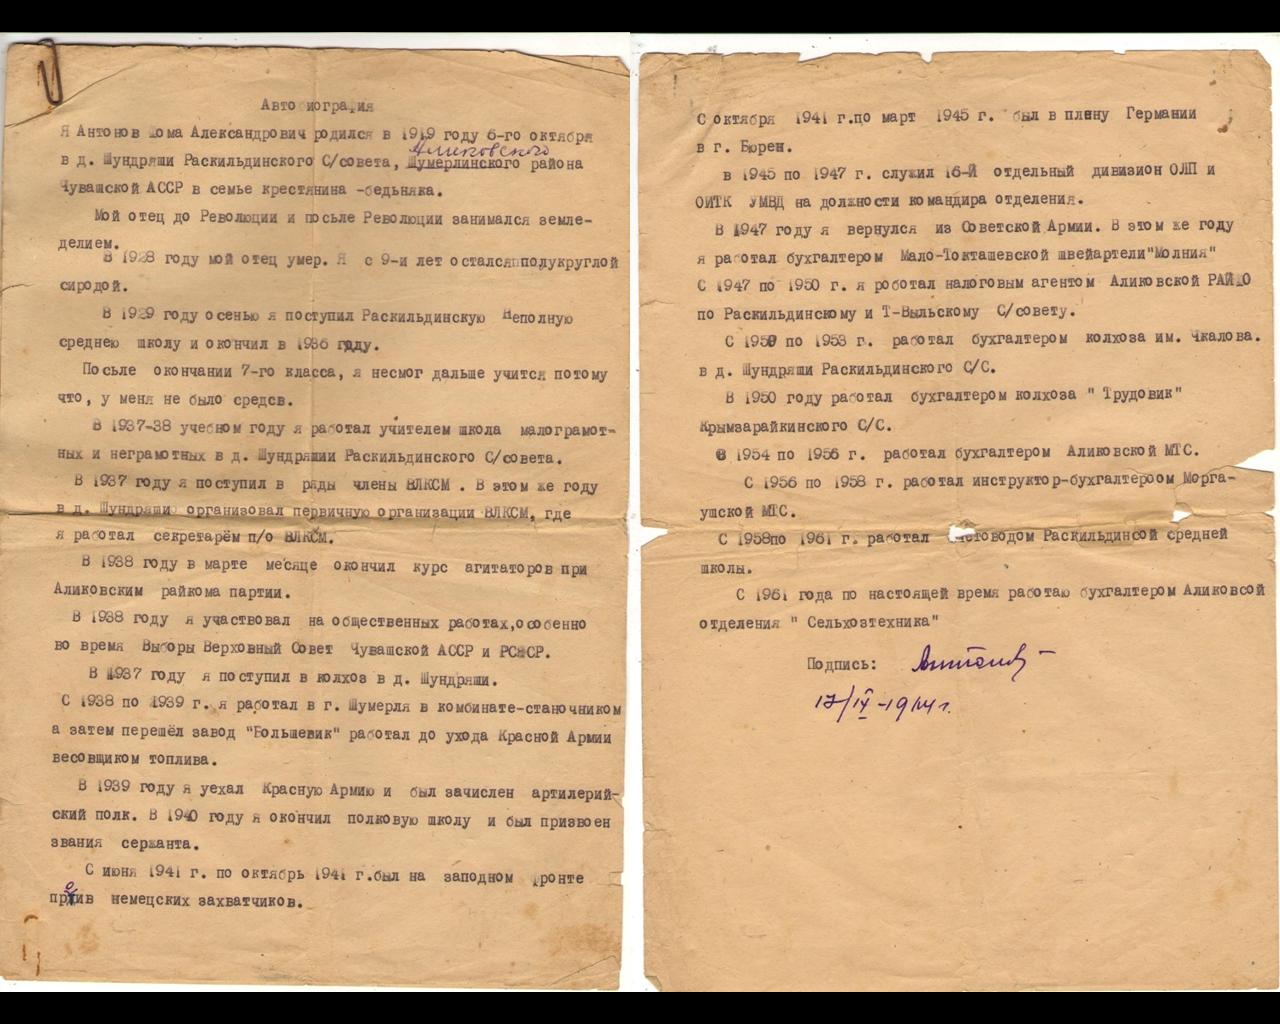 Автобиография
Я Антонов Фома Александрович родился в 1919 году 6-го октября
Аликовского
в д. Шундряши Раскильдинского С/совета, Шумерлинского района
Чувашской АССР в семье крестянина -бедьняка.
Мой отец до Революции и посьле Революции занимался земле-
делием.
В 1928 году мой отец умер. Я с 9-и лет остался полукруглой
сиродой.
В 1929 году осенью я поступил Раскильдинскую Неполную
среднею школу и окончил в 1936 году.
Посьле окончании 7-го класса, я несмог дальше учится потому
что, у меня не было средсв.
В 1937-38 учебном году я работал учителем школа малограмот-
ных и неграмотных в д. Шундряши Раскильдинского С/совета.
В 1937 году я поступил в ряды члены ВЛКСМ . В этом же году
в д. Шундряши организовал первичную организации ВЛКСМ, где
я работал секретарём п/о ВЛКСМ.
В 1938 году в марте месяце окончил курс агитаторов при
Аликовским райкома партии.
В 1938 году я участвовал на общественных работах,особенно
во время Выборы Верховный Совет Чувашской АССР и РСФСР.
В 1937 году я поступил в колхоз в д. Шундряши.
С 1938 по 1939 г. я работал в г. Шумерля в комбинате-станочником
а затем перешёл завод "Большевик" работал до ухода Красной Армии
весовщиком топлива.
В 1939 году я уехал Красную Армию и был зачислен артилерий-
ский полк. В 1940 году я окончил полковую школу и был призвоен
звания сержанта.
С июня 1941 г. по октябрь 1941 г.был на заподном фронте
против немецских захватчиков.
С октября 1941 г.по март 1945 г. был в плену Германии
в г. Бюрен.
в 1945 по 1947 г. служил 16-Й отдельный дивизион ОЛП и
ОИТК УМВД на должности командира отделения.
В 1947 году я вернулся из Советской Армии. В этом же году
я работал бухгалтером Мало-Токташевской швейартели"Молния"
С 1947 по 1950 г. я роботал налоговым агентом Аликовской РАЙФО
по Раскильдинскому и Т-Выльскому С/совету.
С 1950 по 1953 г. работал бухгалтером колхоза им. Чкалова.
в д. Шундряши Раскильдинского С/С.
В 1950 году работал бухгалтером колхоза " Трудовик"
Крымзарайкинского С/С.
С 1954 по 1956 г. работал бухгалтером Аликовской МТС.
С 1956 по 1958 г. работал инструктор-бухгалтероом Морга-
ушской МТС.
С 1958по 1961 г. работал счетоводом Раскильдинсой средней
школы.
С 1961 года по настоящей время работаю бухгалтером Аликовсой
отделения " Сельхозтехника"
Подпись: Антонов
17/IV-1964г.